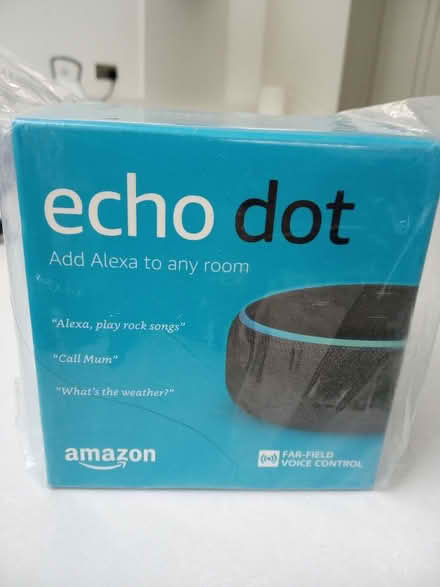 echo dot
Add Alexa to any room
"Alexa, play rock songs"
"Call Mum"
"What's the weather?"
amazon
FAR-FIELD
VOICE CONTROL